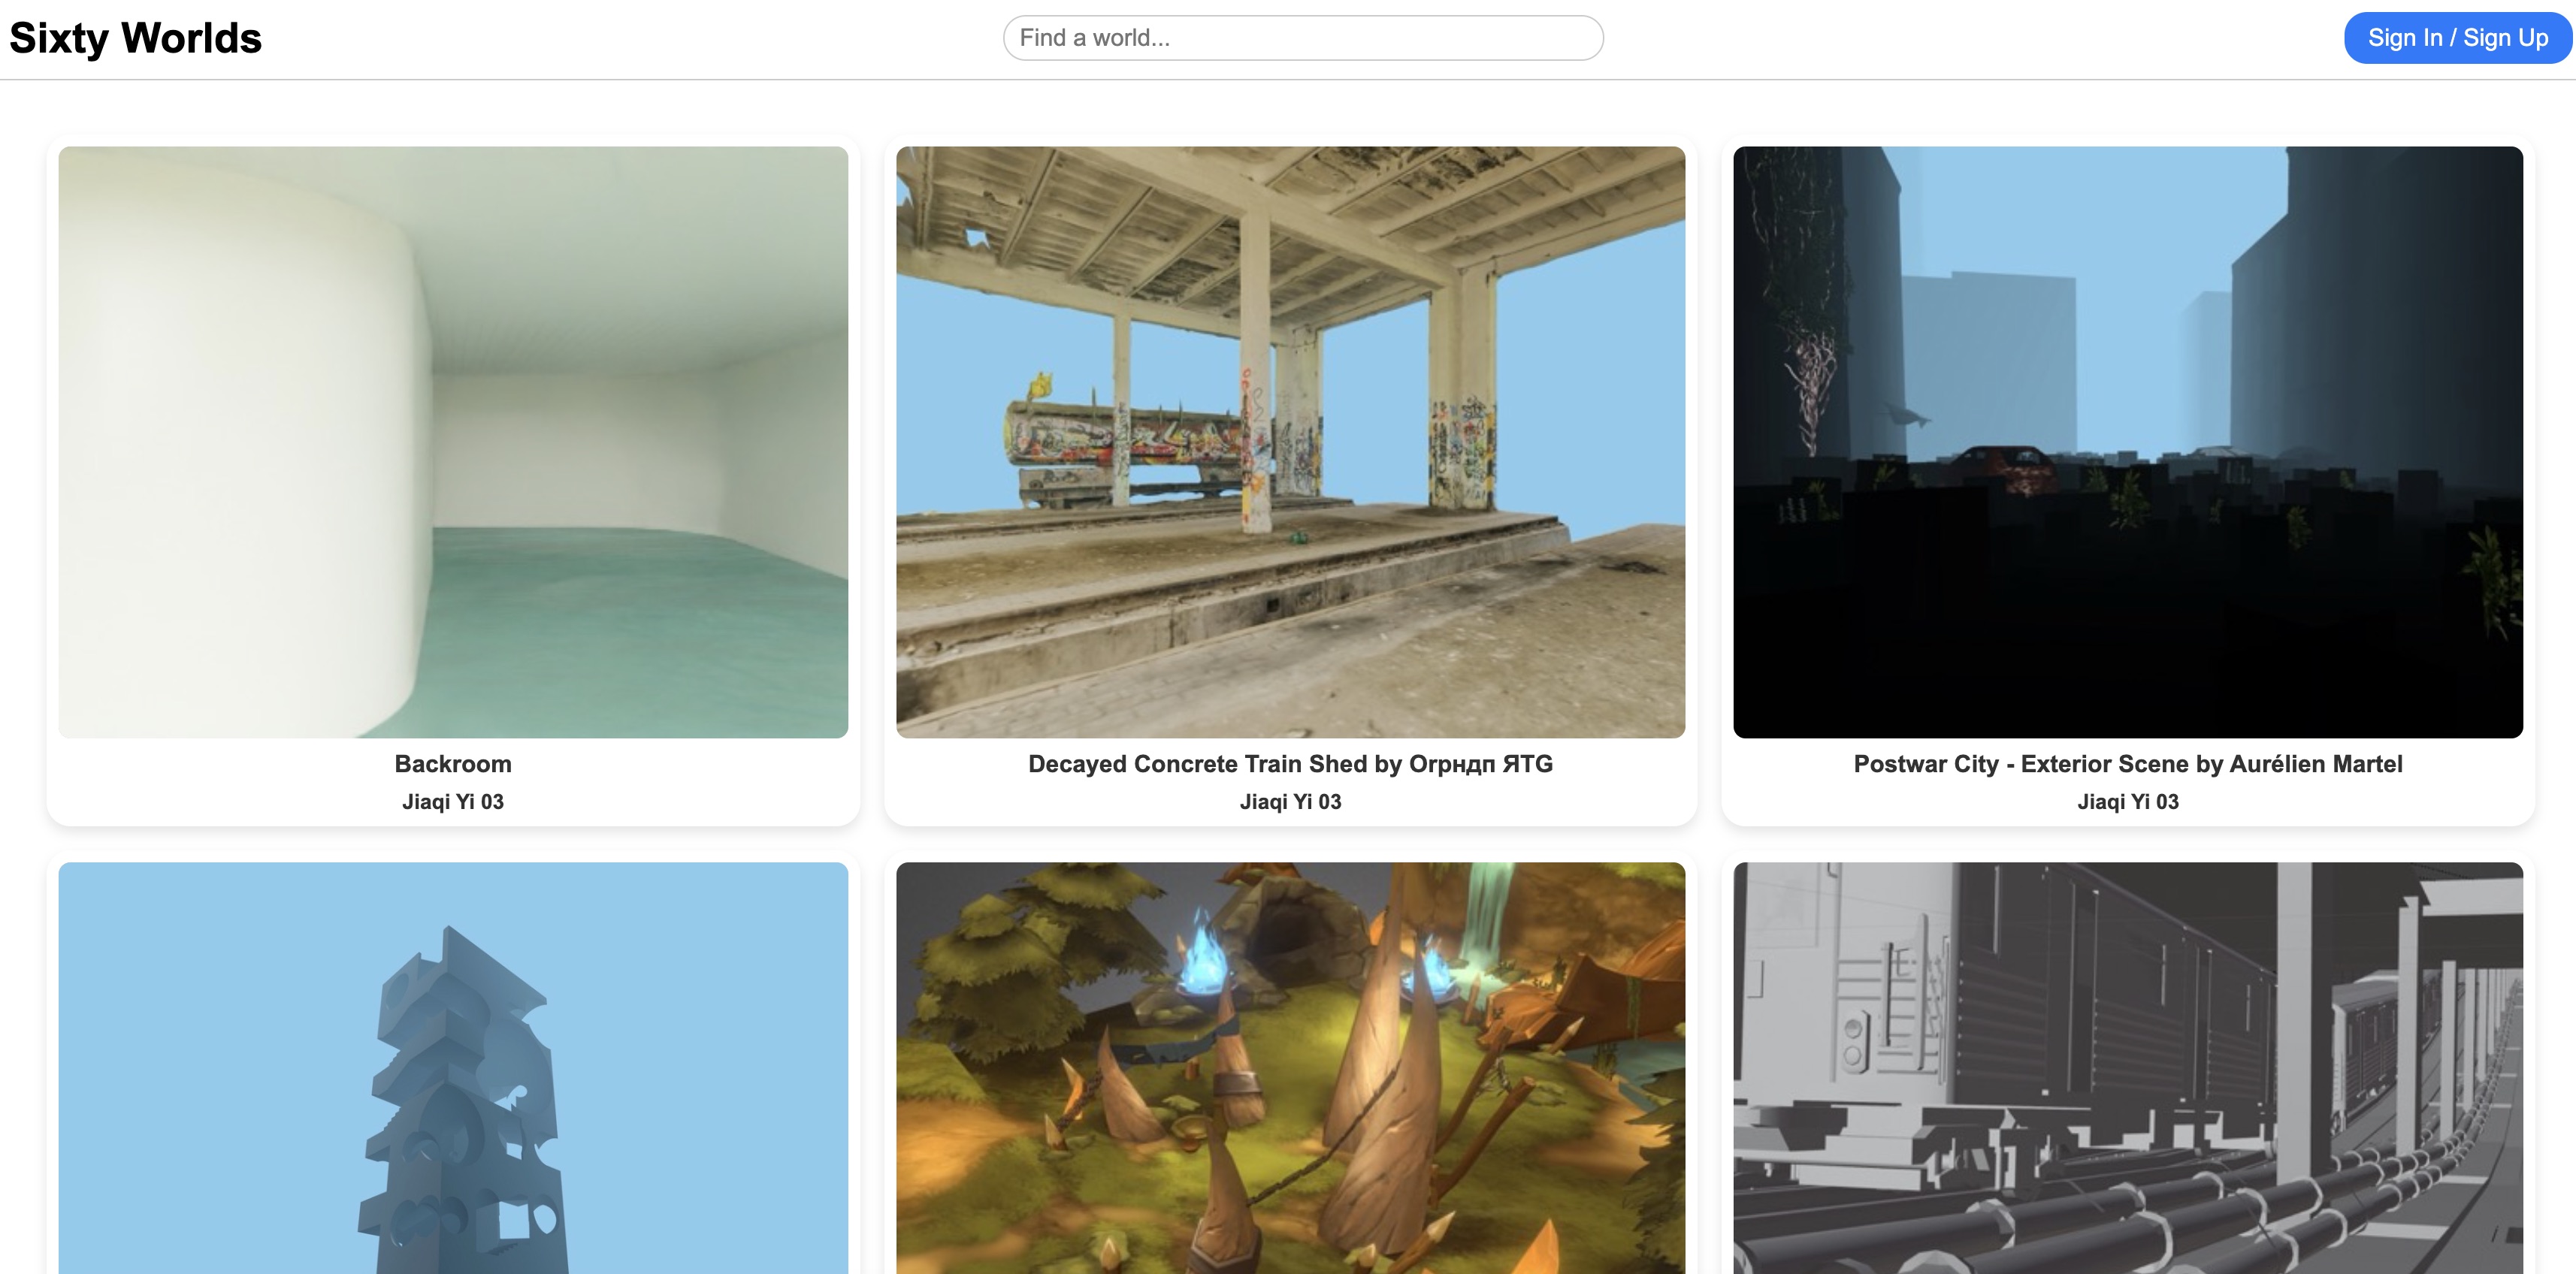 Sixty Worlds
Find a world...
Sign In / Sign Up
Backroom
Jiaqi Yi 03
Decayed Concrete Train Shed by Orрндп ЯTG
Jiaqi Yi 03
Postwar City - Exterior Scene by Aurélien Martel
Jiaqi Yi 03